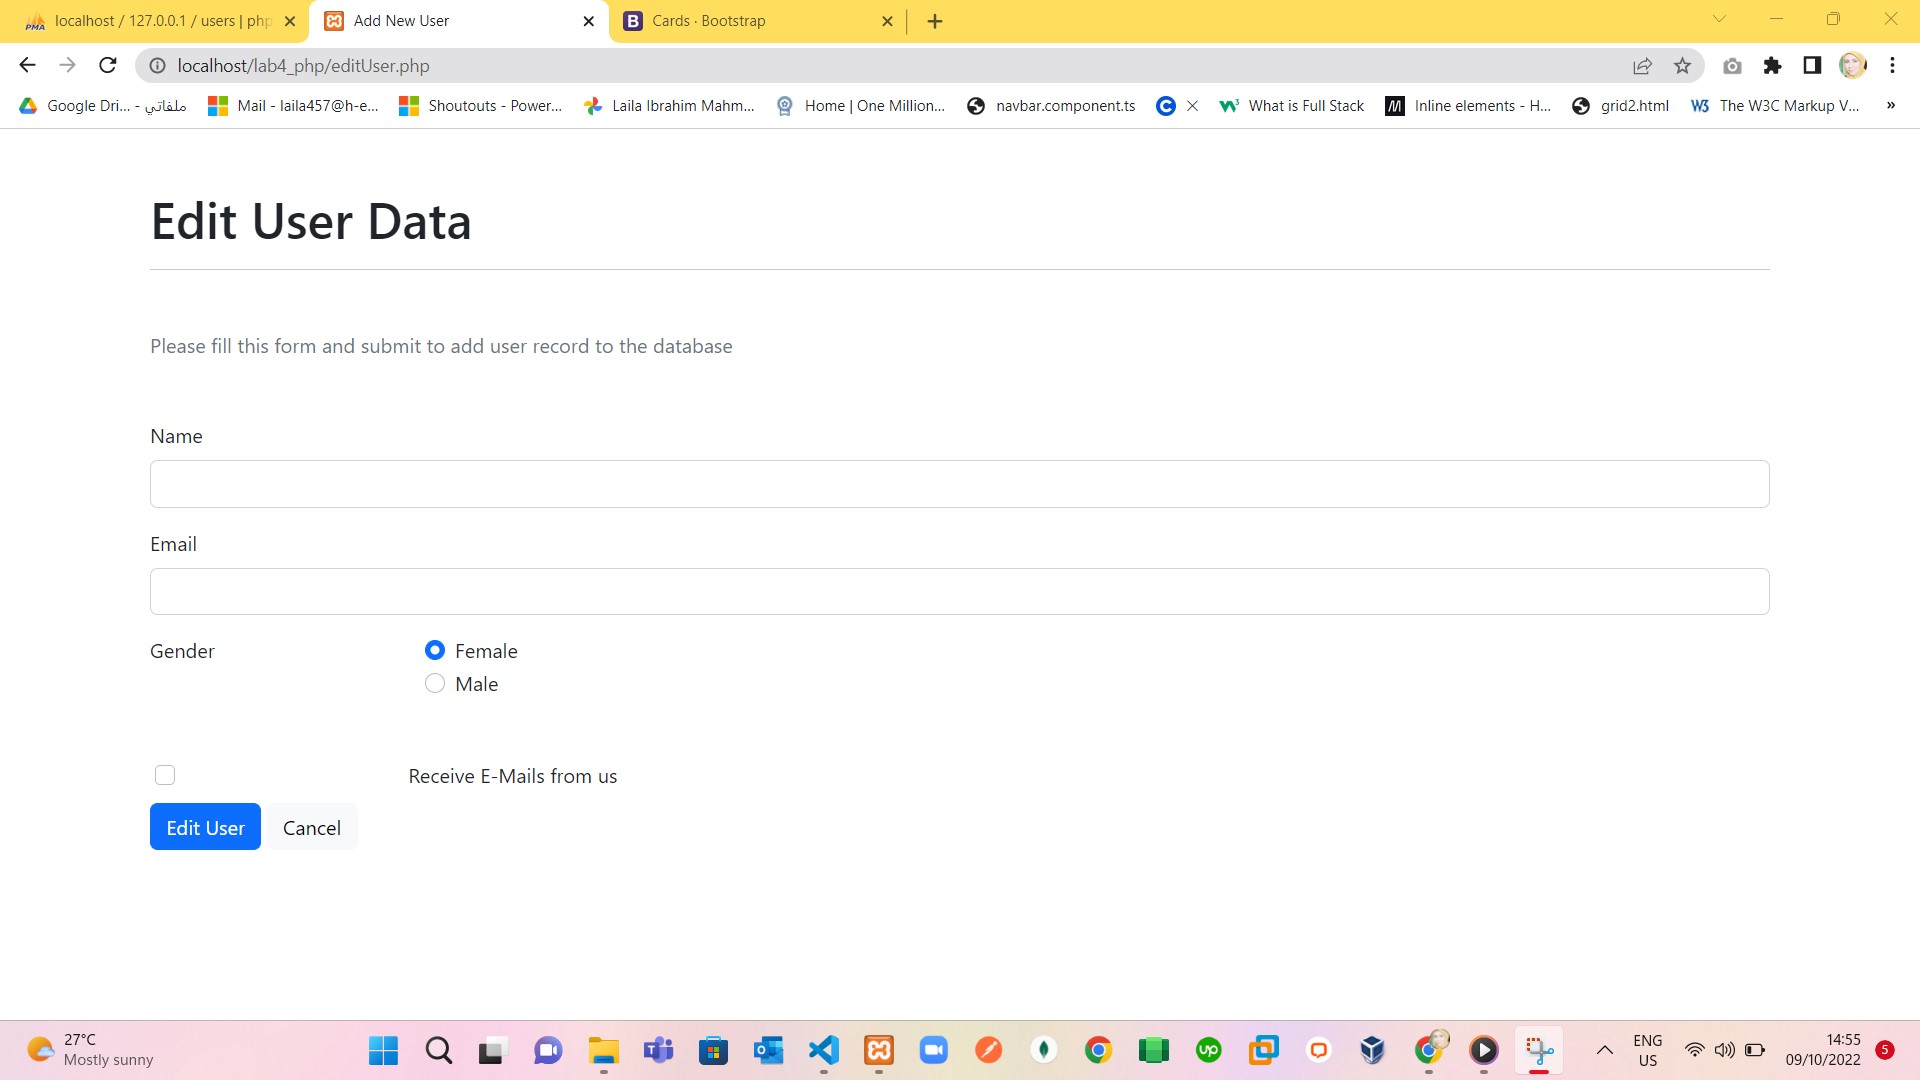 localhost / 127.0.0.1 / users | php
Add New User
Cards · Bootstrap
localhost/lab4_php/editUser.php
Google Dri... - ملفاتي
Mail - laila457@h-e...
Shoutouts - Power...
Laila Ibrahim Mahm...
Home | One Million...
navbar.component.ts
What is Full Stack
Inline elements - H...
grid2.html
The W3C Markup V...
»
Edit User Data
Please fill this form and submit to add user record to the database
Name
Email
Gender
Female
Male
Receive E-Mails from us
Edit User
Cancel
27°C
Mostly sunny
ENG
US
14:55
09/10/2022
5